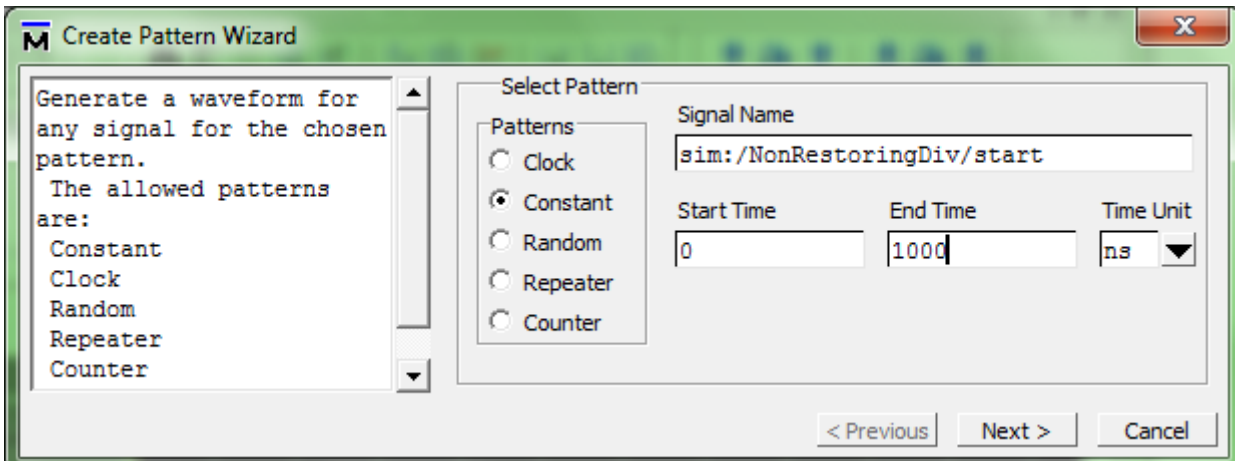 Create Pattern Wizard
Generate a waveform for
any signal for the chosen
pattern.
The allowed patterns
are:
Constant
Clock
Random
Repeater
Counter
Select Pattern
Patterns
Clock
Constant
Random
Repeater
Counter
Signal Name
sim:/NonRestoringDiv/start
Start Time End Time Time Unit
0 1000 ns
< Previous Next > Cancel